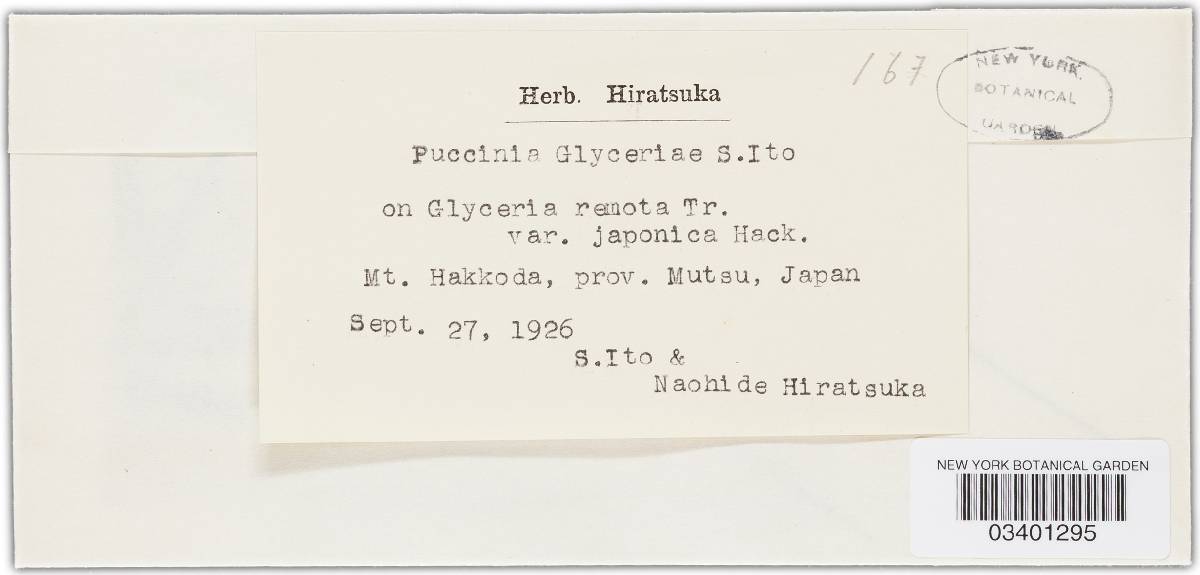 167
NEW YORK
BOTANICAL
GARDEN
Herb. Hiratsuka
Puccinia Glyceriae S.Ito
on Glyceria remota Tr.
var. japonica Hack.
Mt. Hakkoda, prov. Mutsu, Japan
Sept. 27, 1926
S.Ito &
Naohide Hiratsuka
NEW YORK BOTANICAL GARDEN
03401295